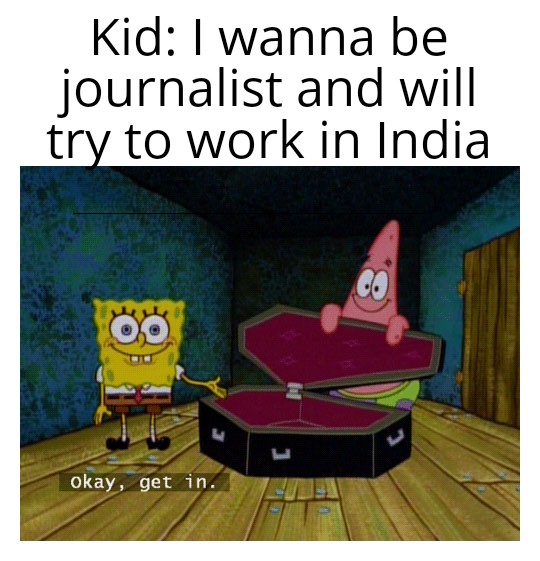 Kid: I wanna be
journalist and will
try to work in India
Okay, get in.